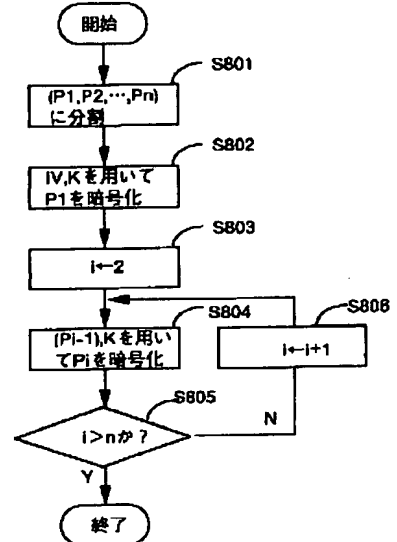 開始
S801
(P1,P2,…,Pn)
に分割
S802
IV,Kを用いて
P1を暗号化
S803
i←2
S804
(Pi-1),Kを用い
てPiを暗号化
S806
i←i+1
S805
i>nか?
N
Y
終了